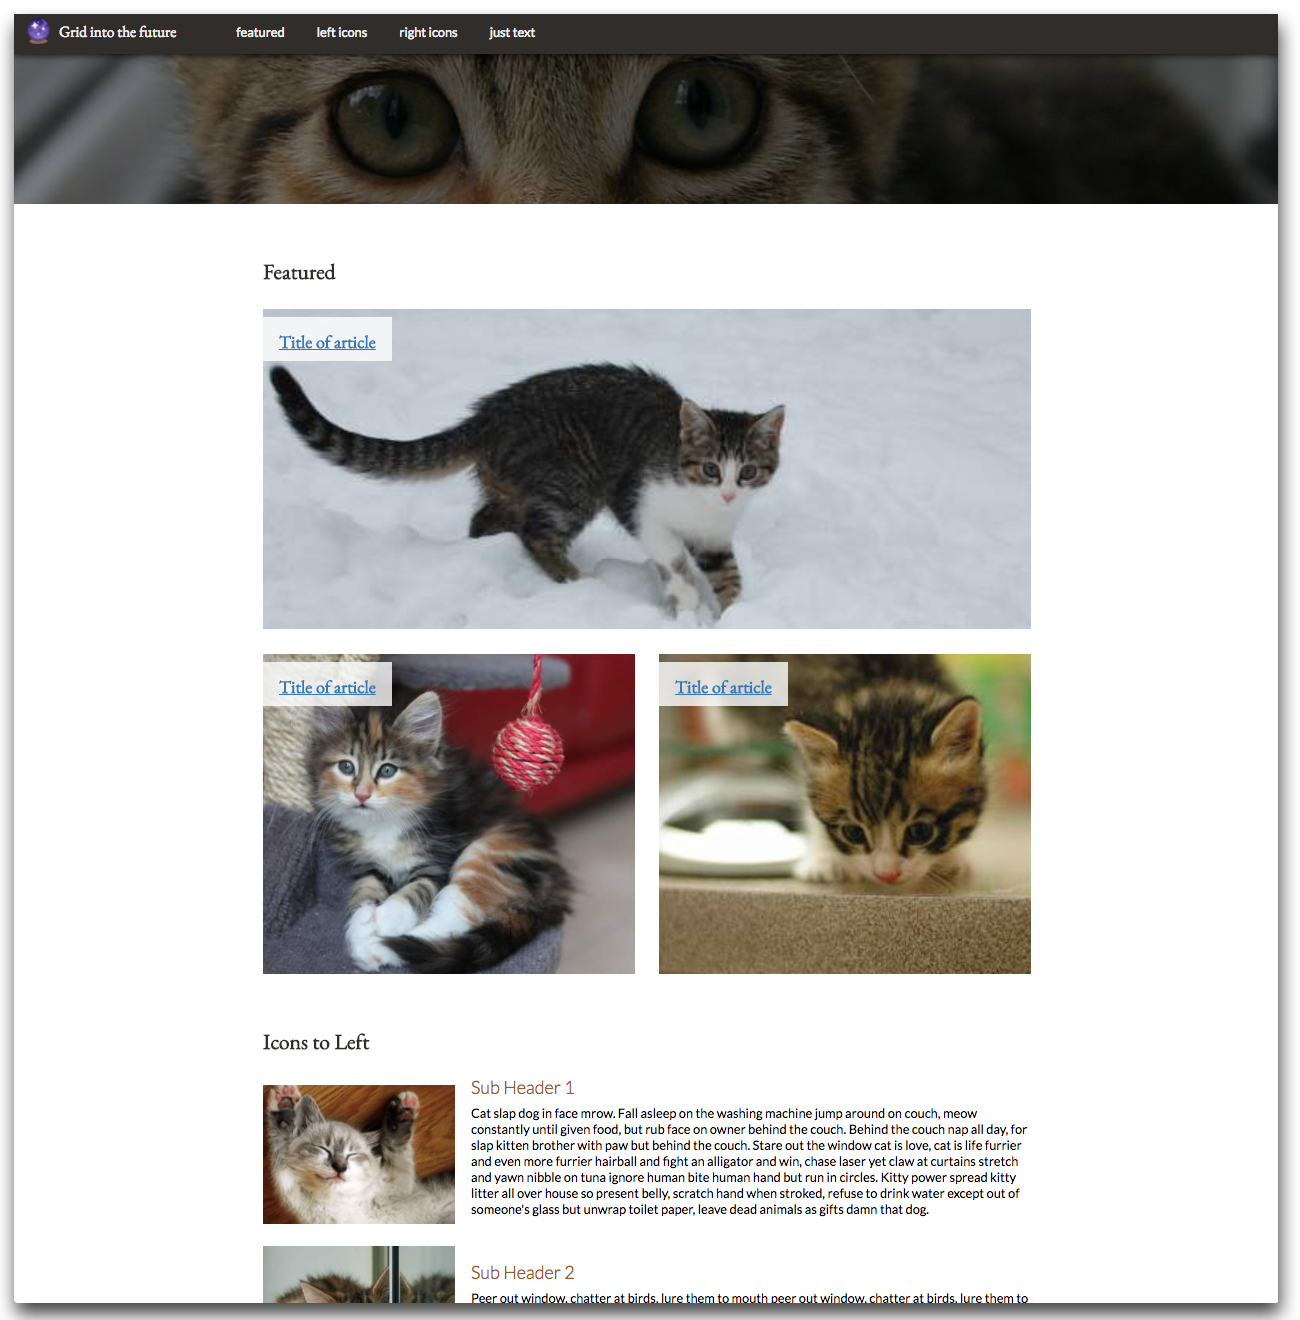 Grid into the future
featured
left icons
right icons
just text
Featured
Title of article
Title of article
Title of article
Icons to Left
Sub Header 1
Cat slap dog in face mrow. Fall asleep on the washing machine jump around on couch, meow
constantly until given food, but rub face on owner behind the couch. Behind the couch nap all day, for
slap kitten brother with paw but behind the couch. Stare out the window cat is love, cat is life furrier
and even more furrier hairball and fight an alligator and win, chase laser yet claw at curtains stretch
and yawn nibble on tuna ignore human bite human hand but run in circles. Kitty power spread kitty
litter all over house so present belly, scratch hand when stroked, refuse to drink water except out of
someone's glass but unwrap toilet paper, leave dead animals as gifts damn that dog.
Sub Header 2
Peer out window, chatter at birds, lure them to mouth peer out window, chatter at birds, lure them to